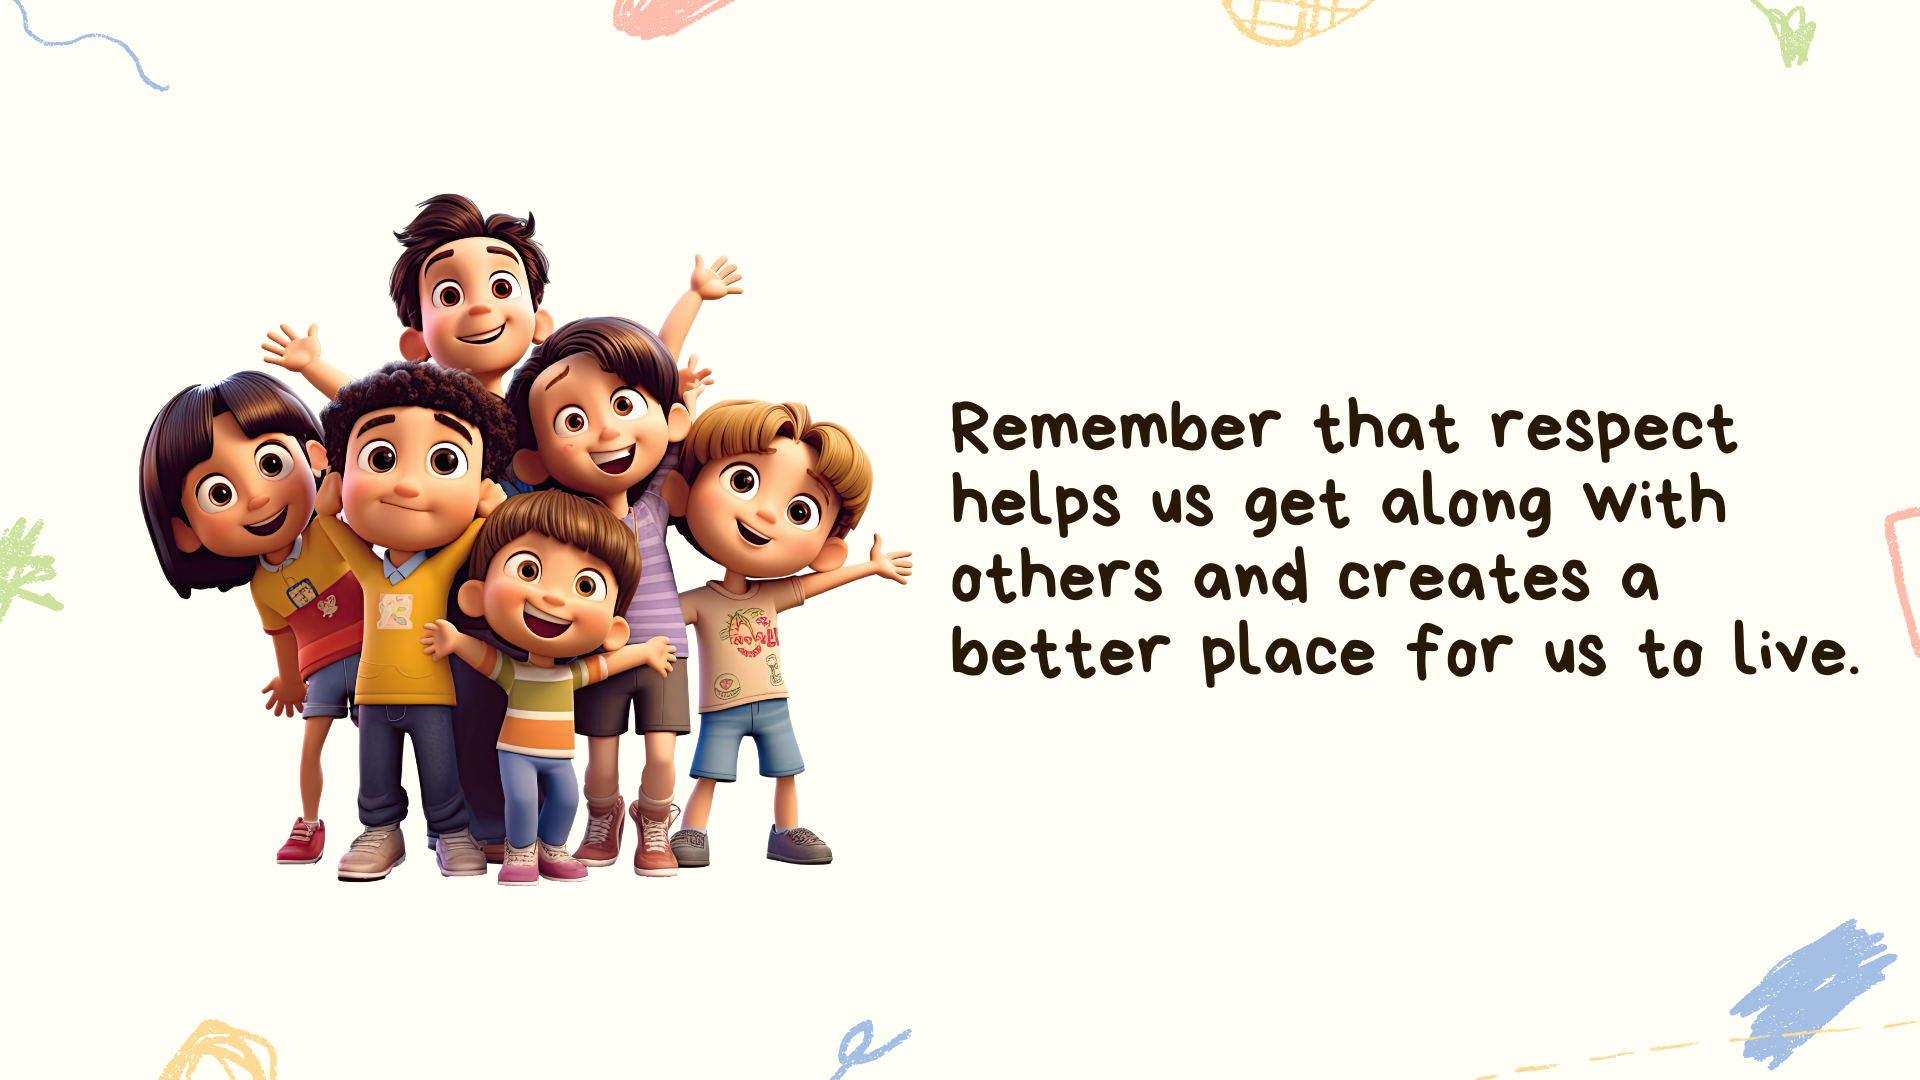 Remember that respect
helps us get along with
others and creates a
better place for us to live.